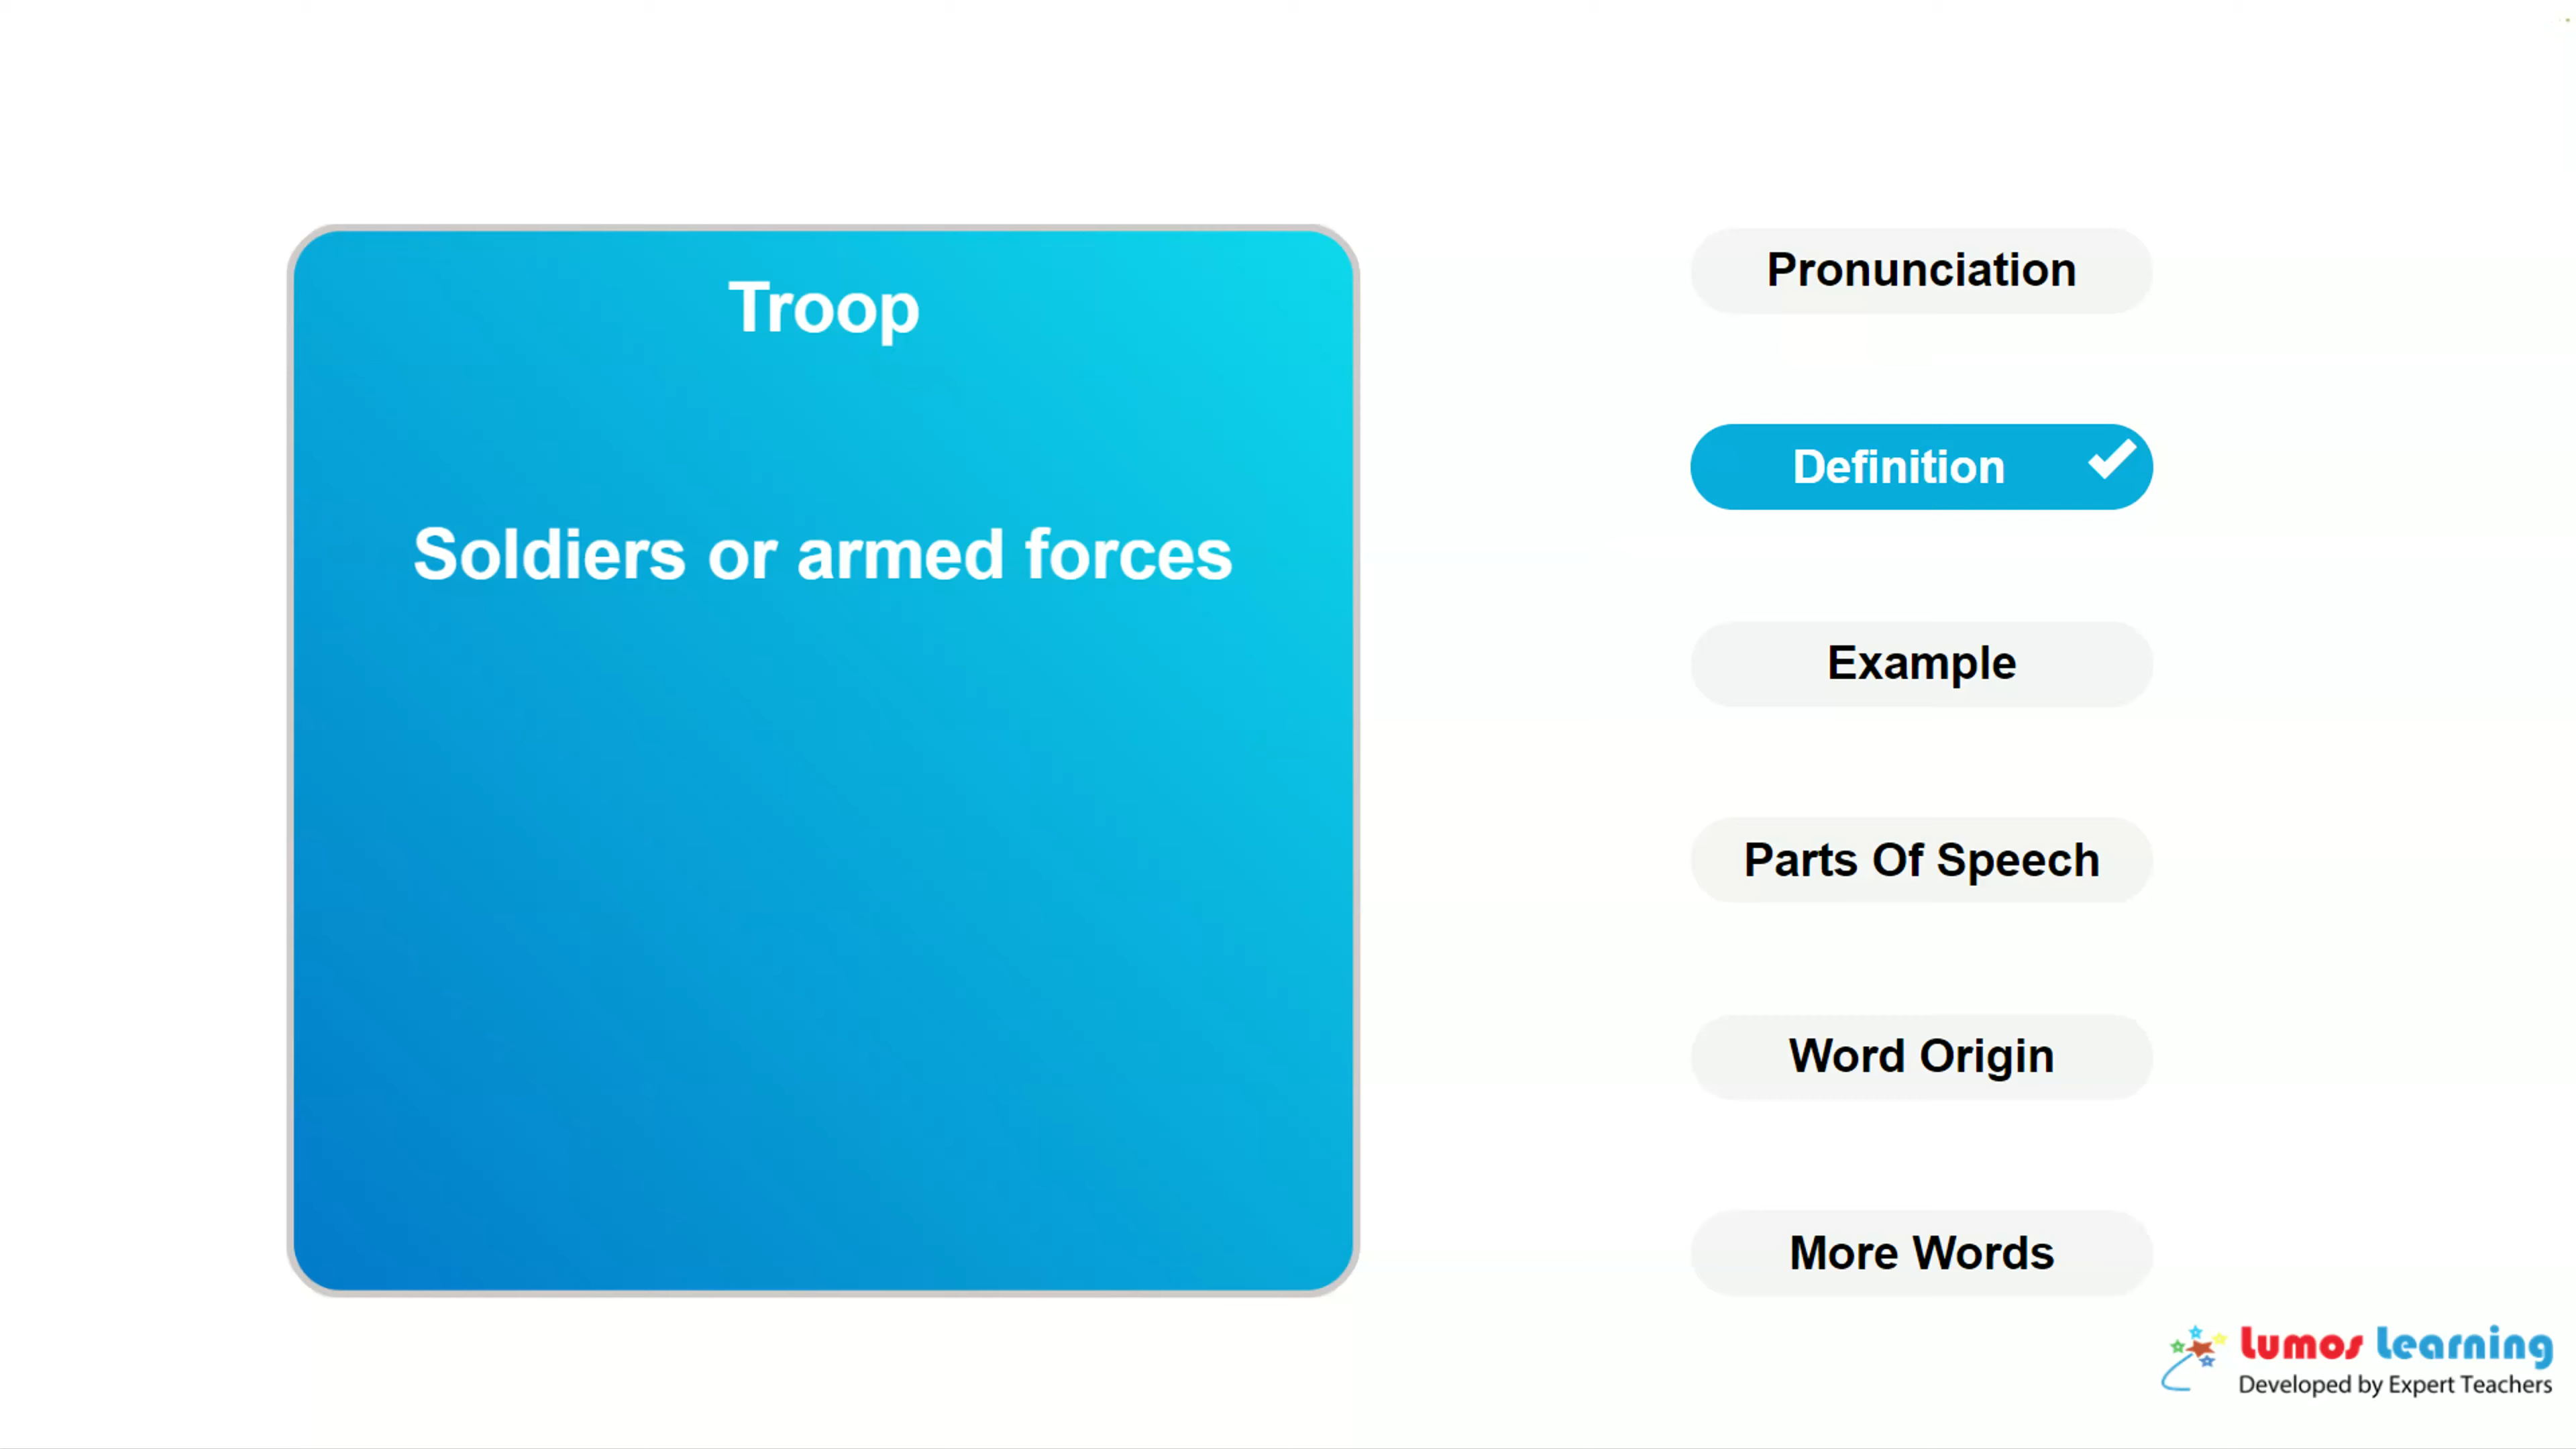 Troop
Soldiers or armed forces
Pronunciation
Definition
Example
Parts Of Speech
Word Origin
More Words
Lumos Learning
Developed by Expert Teachers